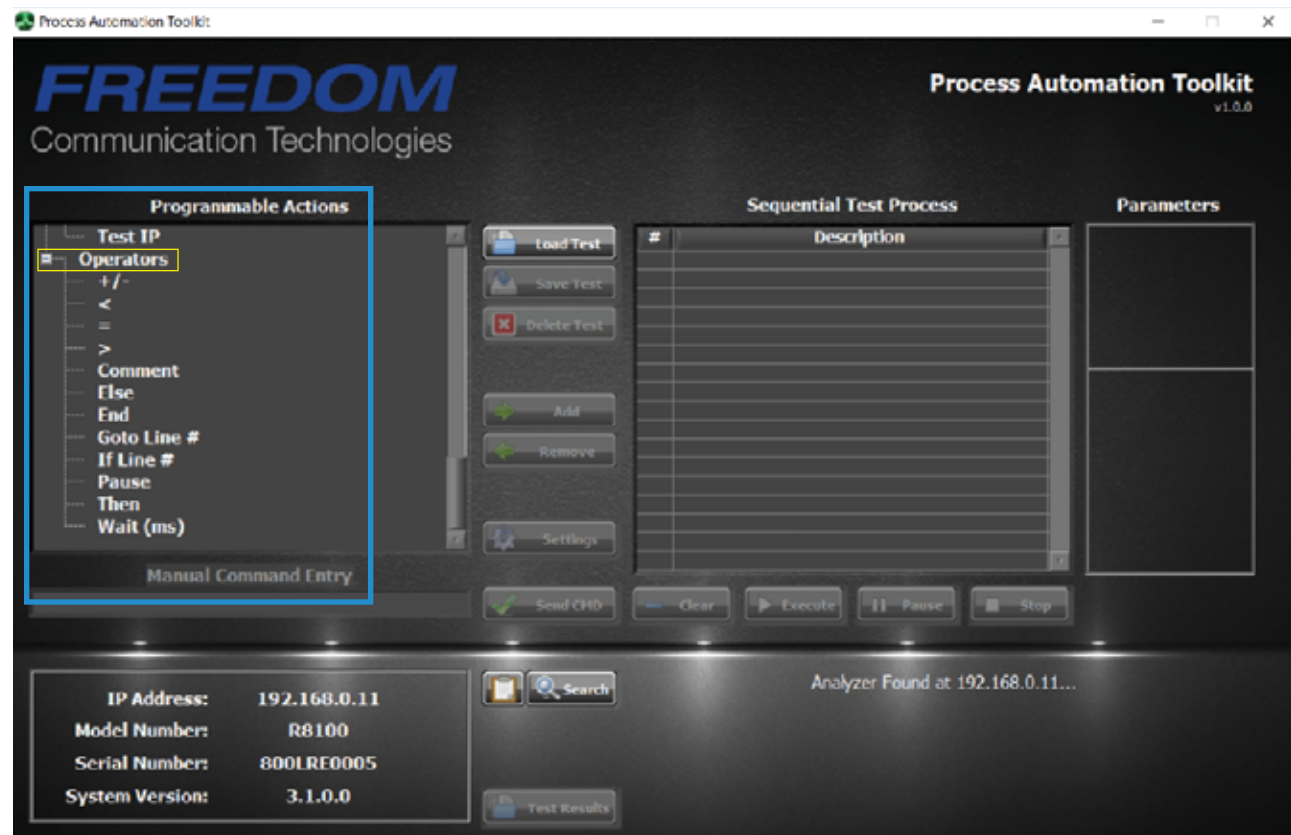 Process Automation Toolkit
FREEDOM
Communication Technologies
Process Automation Toolkit
v1.0.0
Programmable Actions
Test IP
Operators
+/-
<
=
>
Comment
Else
End
Goto Line #
If Line #
Pause
Then
Wait (ms)
Manual Command Entry
Load Test
Save Test
Delete Test
Add
Remove
Settings
Send CMD
Sequential Test Process
# Description
Clear Execute Pause Stop
Parameters
IP Address: 192.168.0.11
Model Number: R8100
Serial Number: 800LRE0005
System Version: 3.1.0.0
Search
Test Results
Analyzer Found at 192.168.0.11...